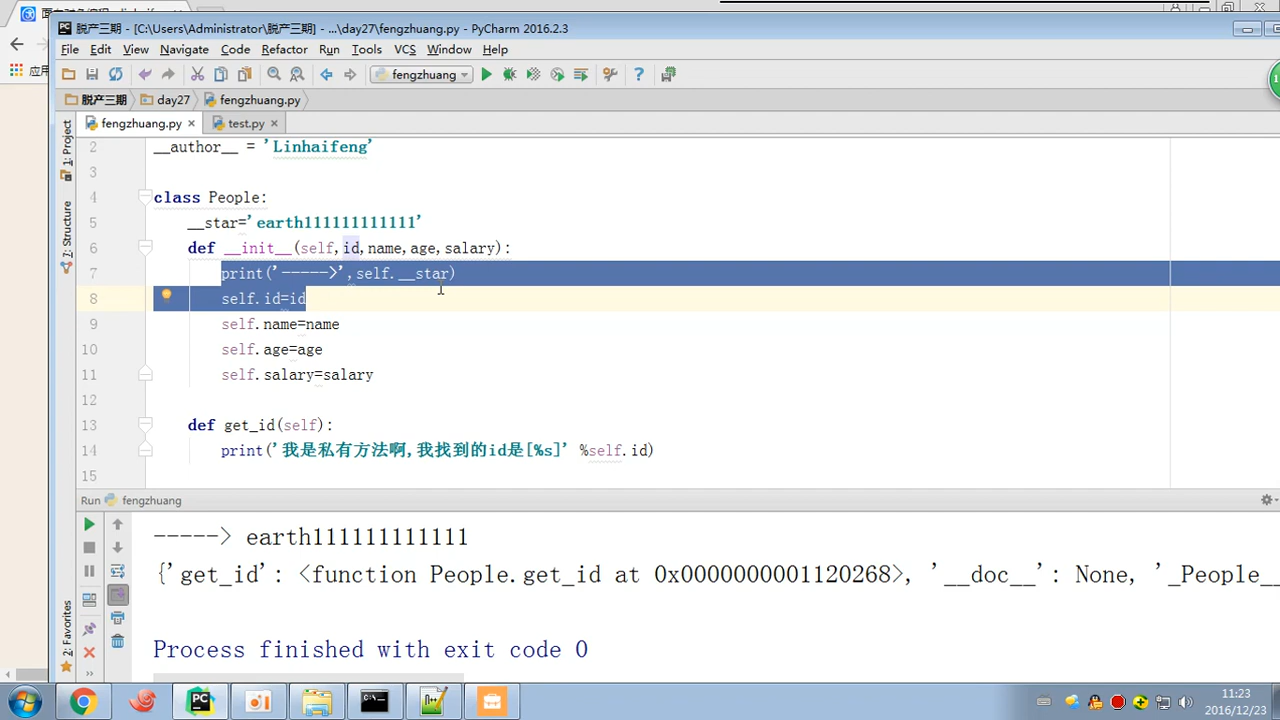 脱产三期 - [C:\Users\Administrator\脱产三期] - ...\day27\fengzhuang.py - PyCharm 2016.2.3
File Edit View Navigate Code Refactor Run Tools VCS Window Help
应用
fengzhuang
脱产三期 day27 fengzhuang.py
fengzhuang.py test.py
1: Project
7: Structure
2: Favorites
2 __author__ = 'Linhaifeng'
3
4 class People:
5 __star='earth111111111111'
6 def __init__(self,id,name,age,salary):
7 print('----->',self.__star)
8 self.id=id
9 self.name=name
10 self.age=age
11 self.salary=salary
12
13 def get_id(self):
14 print('我是私有方法啊,我找到的id是[%s]' %self.id)
15
Run fengzhuang
-----> earth111111111111
{'get_id': <function People.get_id at 0x0000000001120268>, '__doc__': None, '_People__
Process finished with exit code 0
11:23
2016/12/23